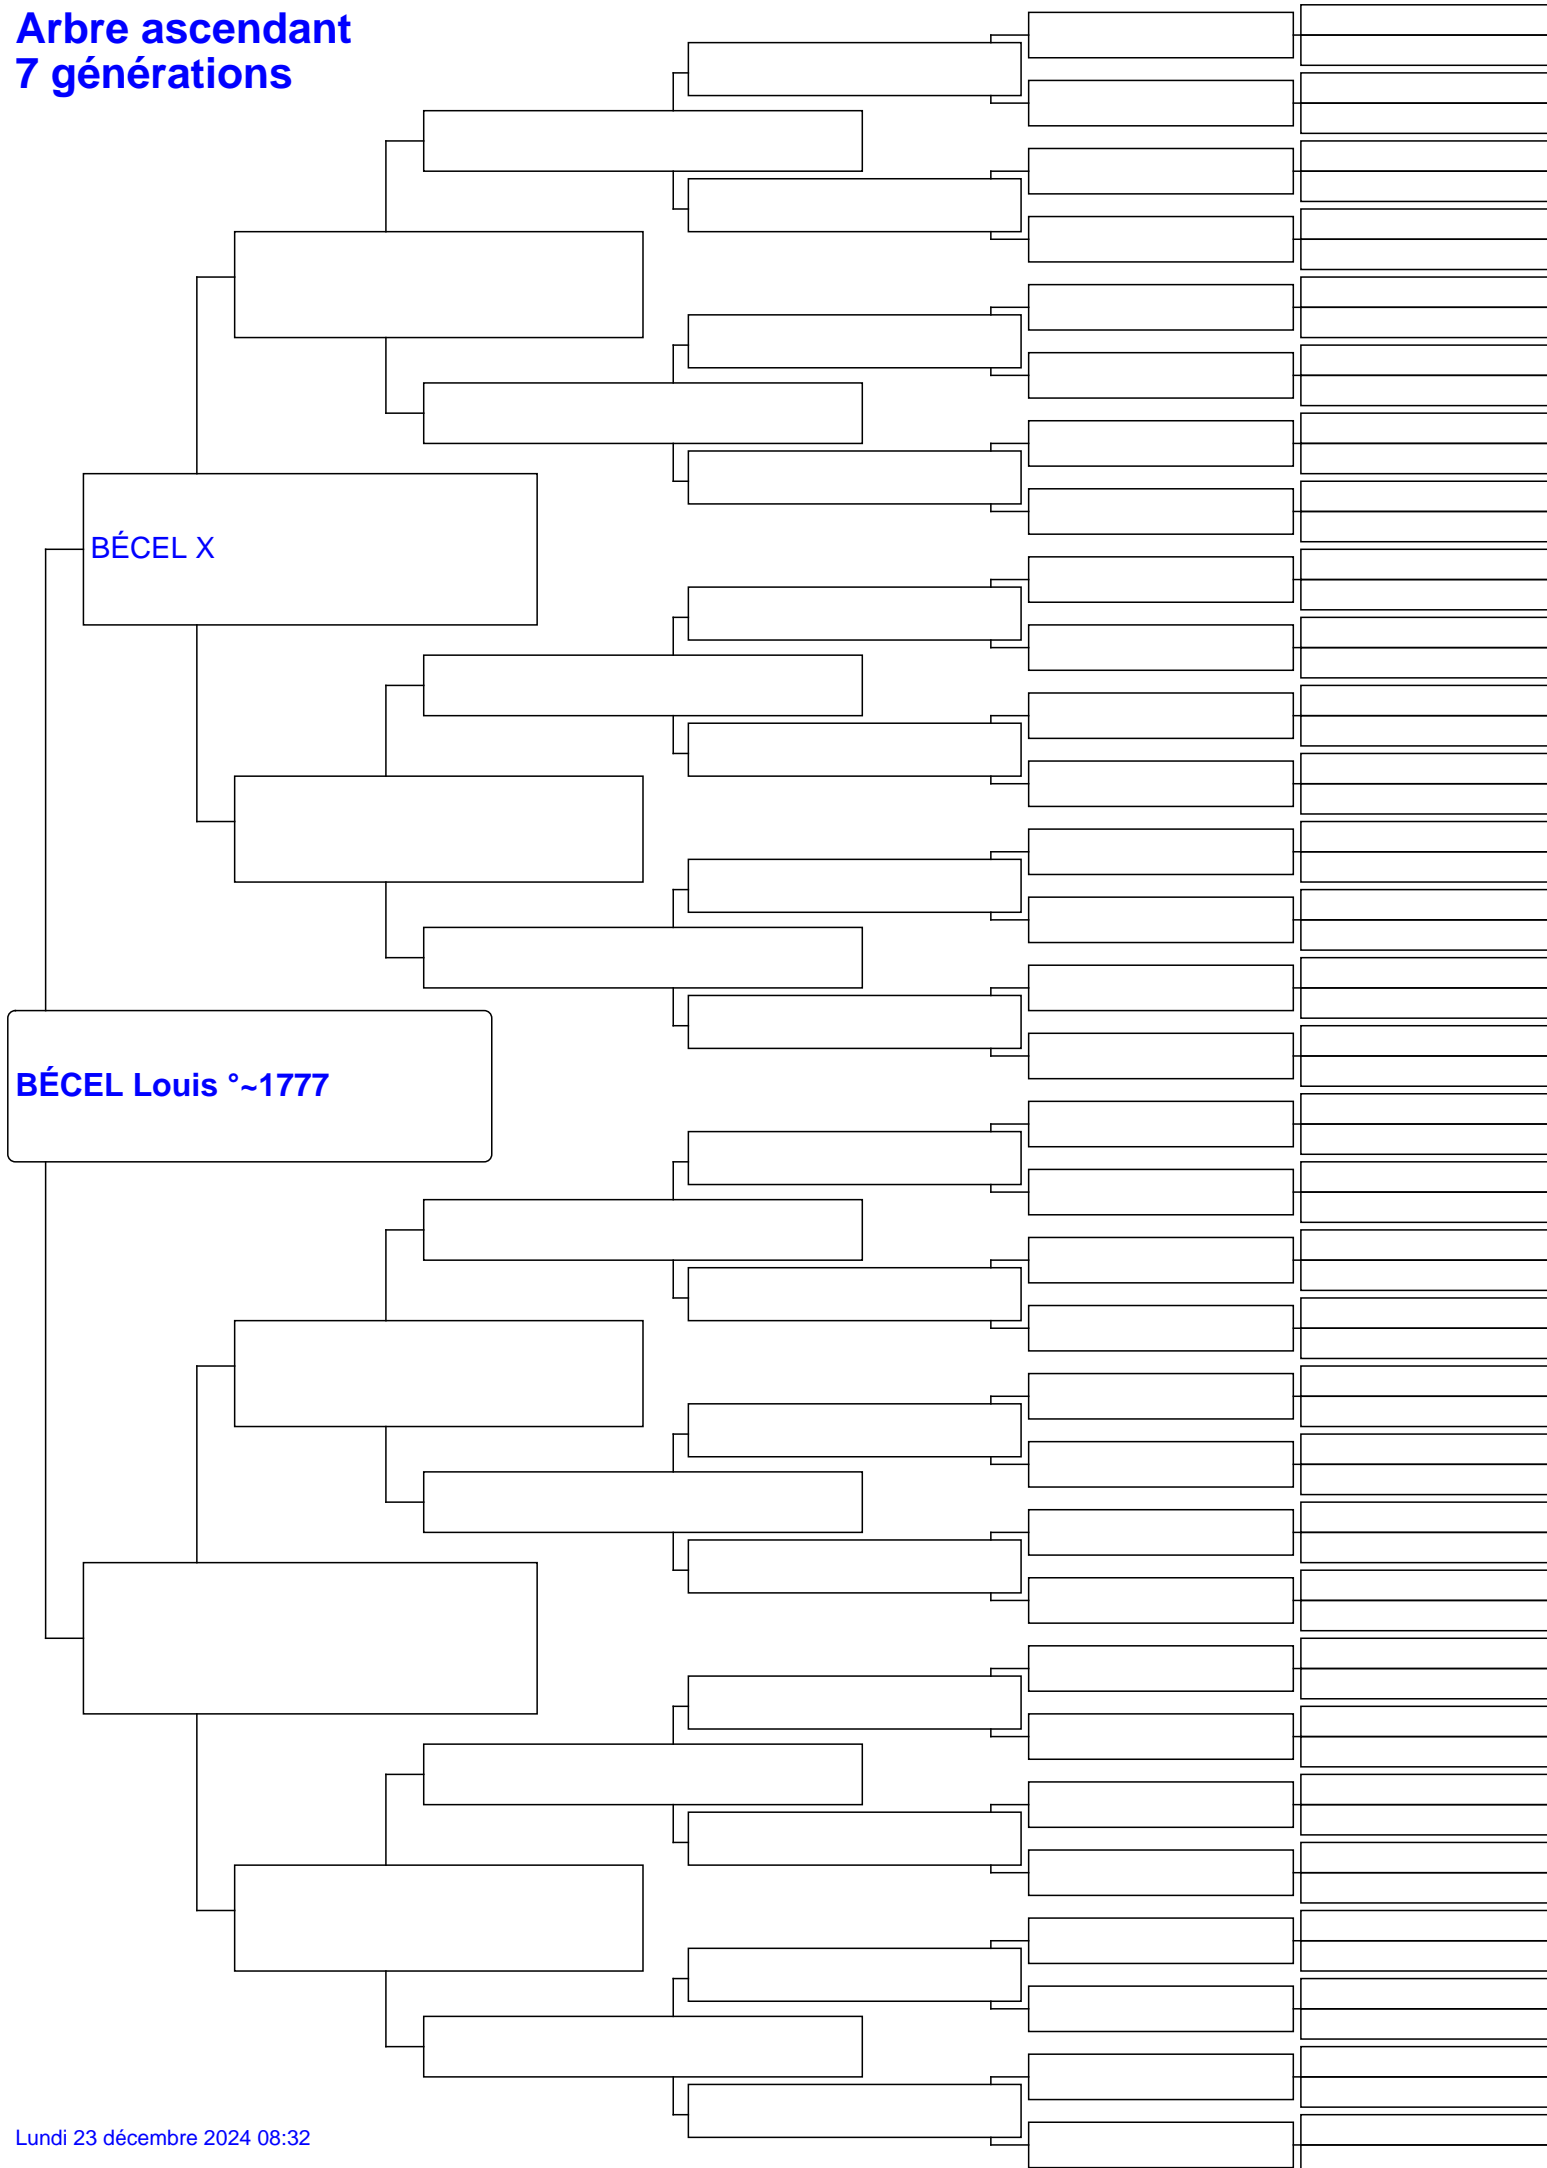 Arbre ascendant
7 générations
BÉCEL X
BÉCEL Louis °~1777
Lundi 23 décembre 2024 08:32